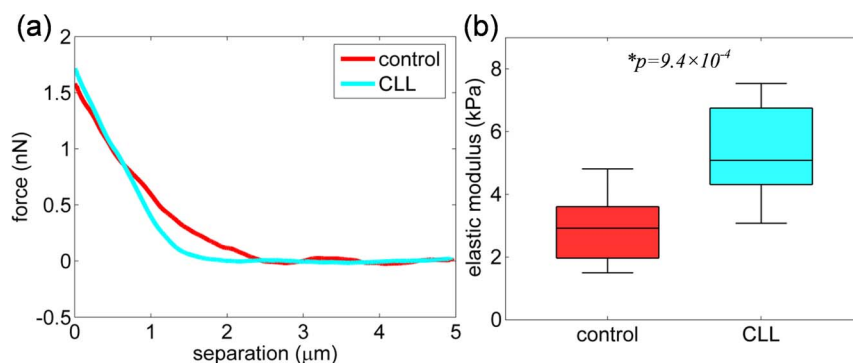 (a)
2
1.5
1
0.5
0
-0.5
force (nN)
control
CLL
0
1
2
3
4
5
separation (μm)
(b)
*p=9.4×10-4
8
6
4
2
0
elastic modulus (kPa)
control
CLL